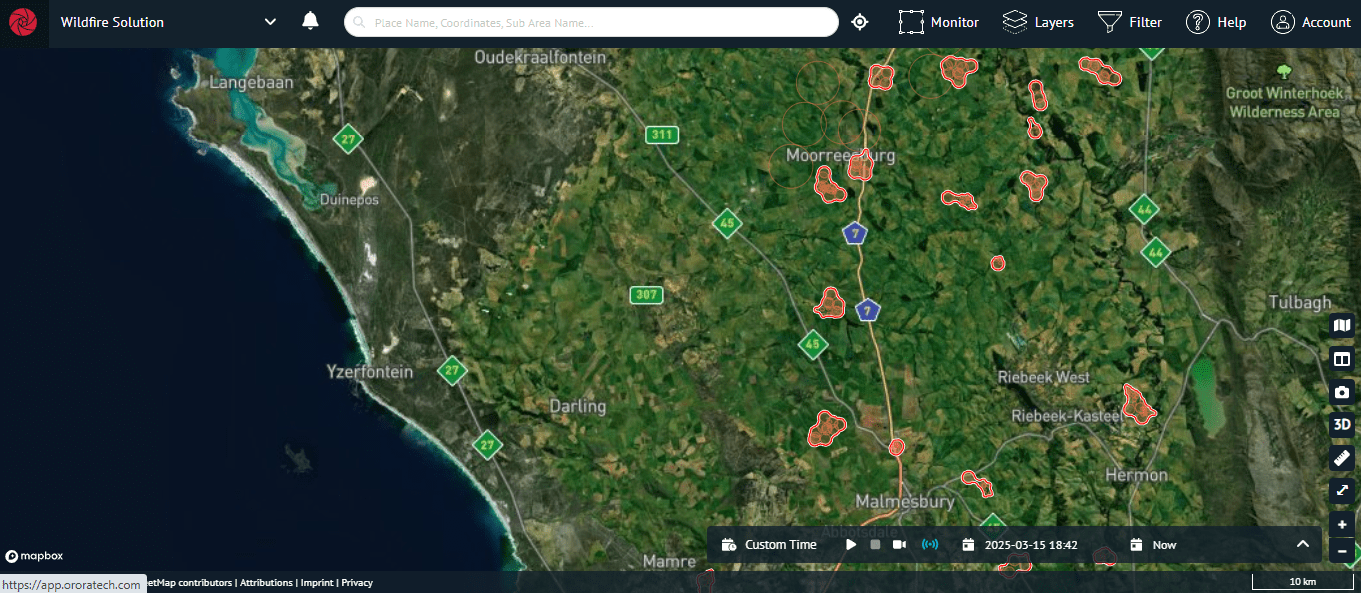 Wildfire Solution
Place Name, Coordinates, Sub Area Name...
Monitor
Layers
Filter
Help
Account
Oudekraalfontein
Langebaan
Groot Winterhoek
Wilderness Area
27
311
Moorreesburg
Duinepos
44
45
7
44
307
Tulbagh
7
45
Yzerfontein
27
Riebeek West
Darling
Riebeek-Kasteel
3D
27
Hermon
Malmesbury
Abbotsdale
Custom Time
2025-03-15 18:42
Now
mapbox
Mamre
https://app.ororatech.com
etMap contributors | Attributions | Imprint | Privacy
10 km